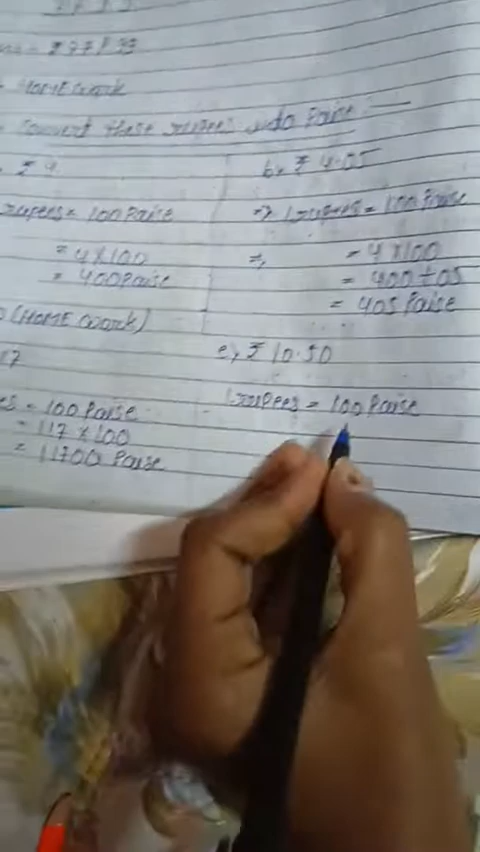 = ₹ 77 / 33
Home work
Convert these rupees into Paise :—
₹ 4
rupees = 100 Paise
= 4 × 100
= 400 Paise
b, ₹ 4.05
⇒ 1 rupees = 100 Paise
⇒, = 4 × 100
= 400 + 05
= 405 Paise
(HOME Work)
17
es = 100 Paise
= 117 × 100
= 11700 Paise
e, ₹ 10.50
1 rupees = 100 Paise